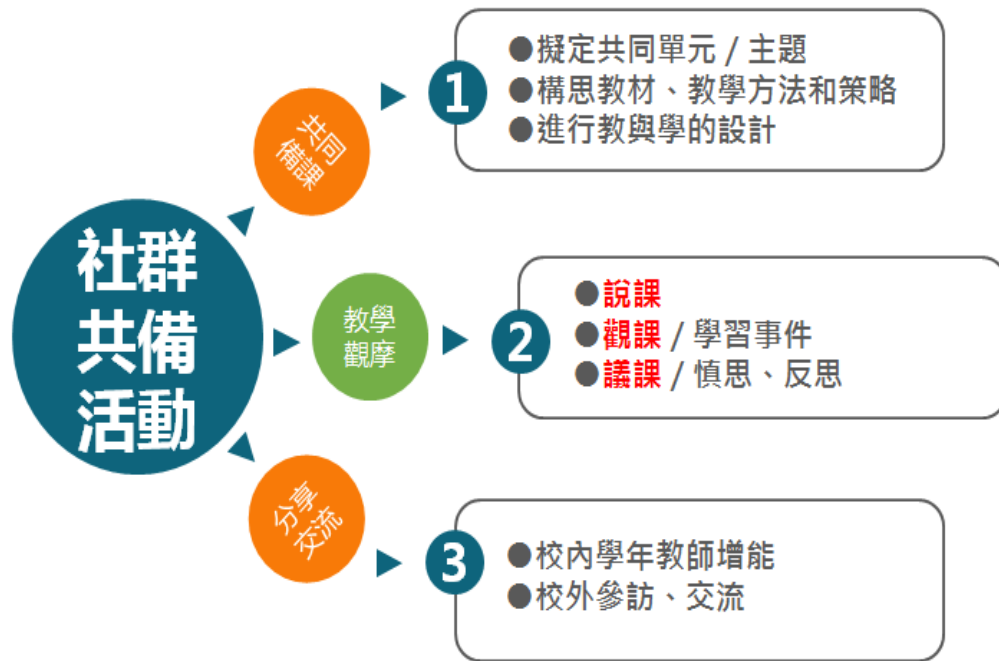 社群
共備
活動
共同
備課
1
●擬定共同單元 / 主題
●構思教材、教學方法和策略
●進行教與學的設計
教學
觀摩
2
●說課
●觀課 / 學習事件
●議課 / 慎思、反思
分享
交流
3
●校內學年教師增能
●校外參訪、交流